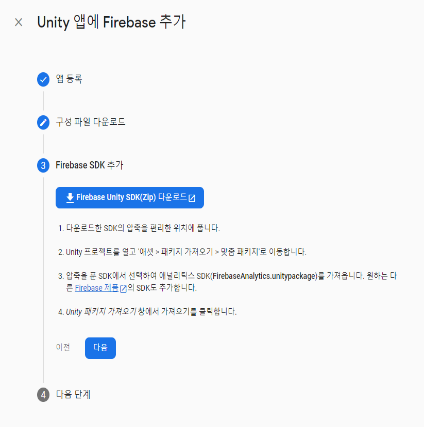 Unity 앱에 Firebase 추가
앱 등록
구성 파일 다운로드
3 Firebase SDK 추가
Firebase Unity SDK(Zip) 다운로드
1. 다운로드한 SDK의 압축을 편리한 위치에 풉니다.
2. Unity 프로젝트를 열고 '애셋 > 패키지 가져오기 > 맞춤 패키지'로 이동합니다.
3. 압축을 푼 SDK에서 선택하여 애널리틱스 SDK(FirebaseAnalytics.unitypackage)를 가져옵니다. 원하는 다
른 Firebase 제품의 SDK도 추가합니다.
4. Unity 패키지 가져오기 창에서 가져오기를 클릭합니다.
이전 다음
4 다음 단계